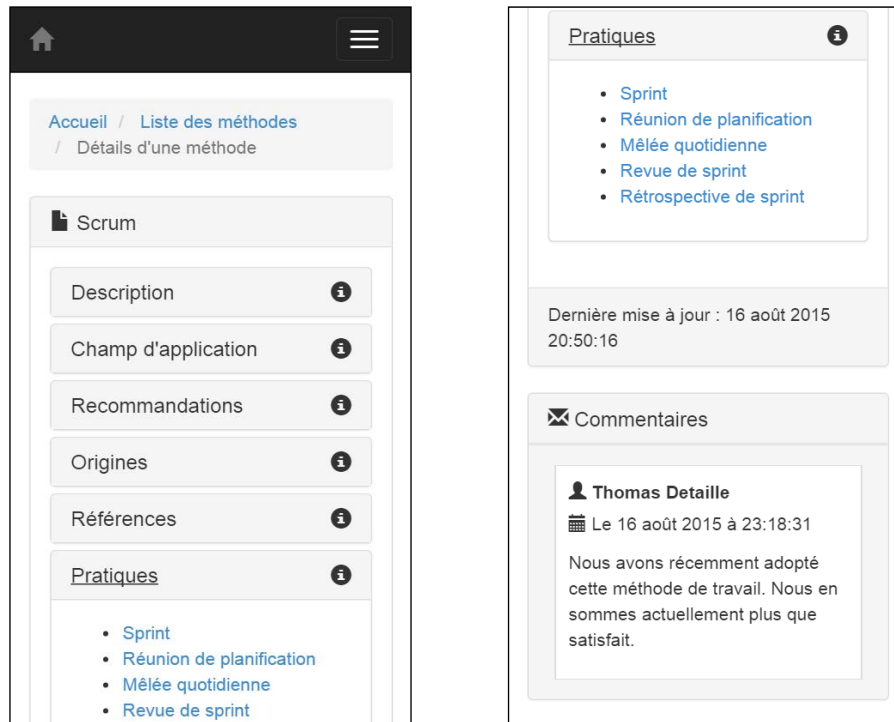 Accueil / Liste des méthodes
/ Détails d'une méthode
Scrum
Description
Champ d'application
Recommandations
Origines
Références
Pratiques
• Sprint
• Réunion de planification
• Mêlée quotidienne
• Revue de sprint
Pratiques
• Sprint
• Réunion de planification
• Mêlée quotidienne
• Revue de sprint
• Rétrospective de sprint
Dernière mise à jour : 16 août 2015
20:50:16
Commentaires
Thomas Detaille
Le 16 août 2015 à 23:18:31
Nous avons récemment adopté
cette méthode de travail. Nous en
sommes actuellement plus que
satisfait.